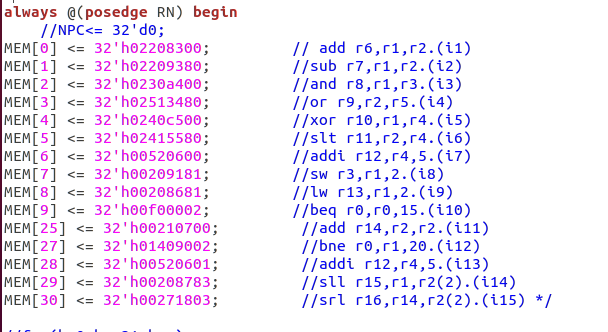 always @(posedge RN) begin
//NPC<= 32'd0;
MEM[0] <= 32'h02208300; // add r6,r1,r2.(i1)
MEM[1] <= 32'h02209380; //sub r7,r1,r2.(i2)
MEM[2] <= 32'h0230a400; //and r8,r1,r3.(i3)
MEM[3] <= 32'h02513480; //or r9,r2,r5.(i4)
MEM[4] <= 32'h0240c500; //xor r10,r1,r4.(i5)
MEM[5] <= 32'h02415580; //slt r11,r2,r4.(i6)
MEM[6] <= 32'h00520600; //addi r12,r4,5.(i7)
MEM[7] <= 32'h00209181; //sw r3,r1,2.(i8)
MEM[8] <= 32'h00208681; //lw r13,r1,2.(i9)
MEM[9] <= 32'h00f00002; //beq r0,r0,15.(i10)
MEM[25] <= 32'h00210700; //add r14,r2,r2.(i11)
MEM[27] <= 32'h01409002; //bne r0,r1,20.(i12)
MEM[28] <= 32'h00520601; //addi r12,r4,5.(i13)
MEM[29] <= 32'h00208783; //sll r15,r1,r2(2).(i14)
MEM[30] <= 32'h00271803; //srl r16,r14,r2(2).(i15) */